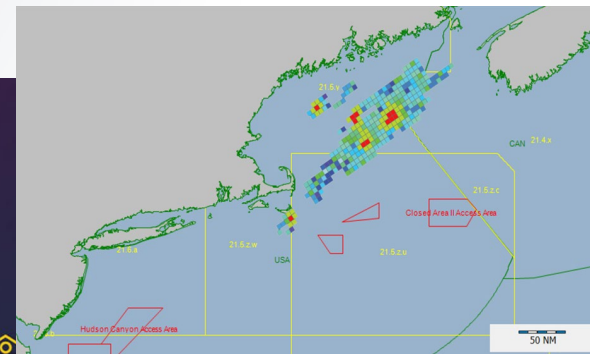 21.5.y
CAN
21.4.x
21.5.z.c
Closed Area II Access Area
21.6.a
21.5.z.w
21.5.z.u
USA
Hudson Canyon Access Area
50 NM